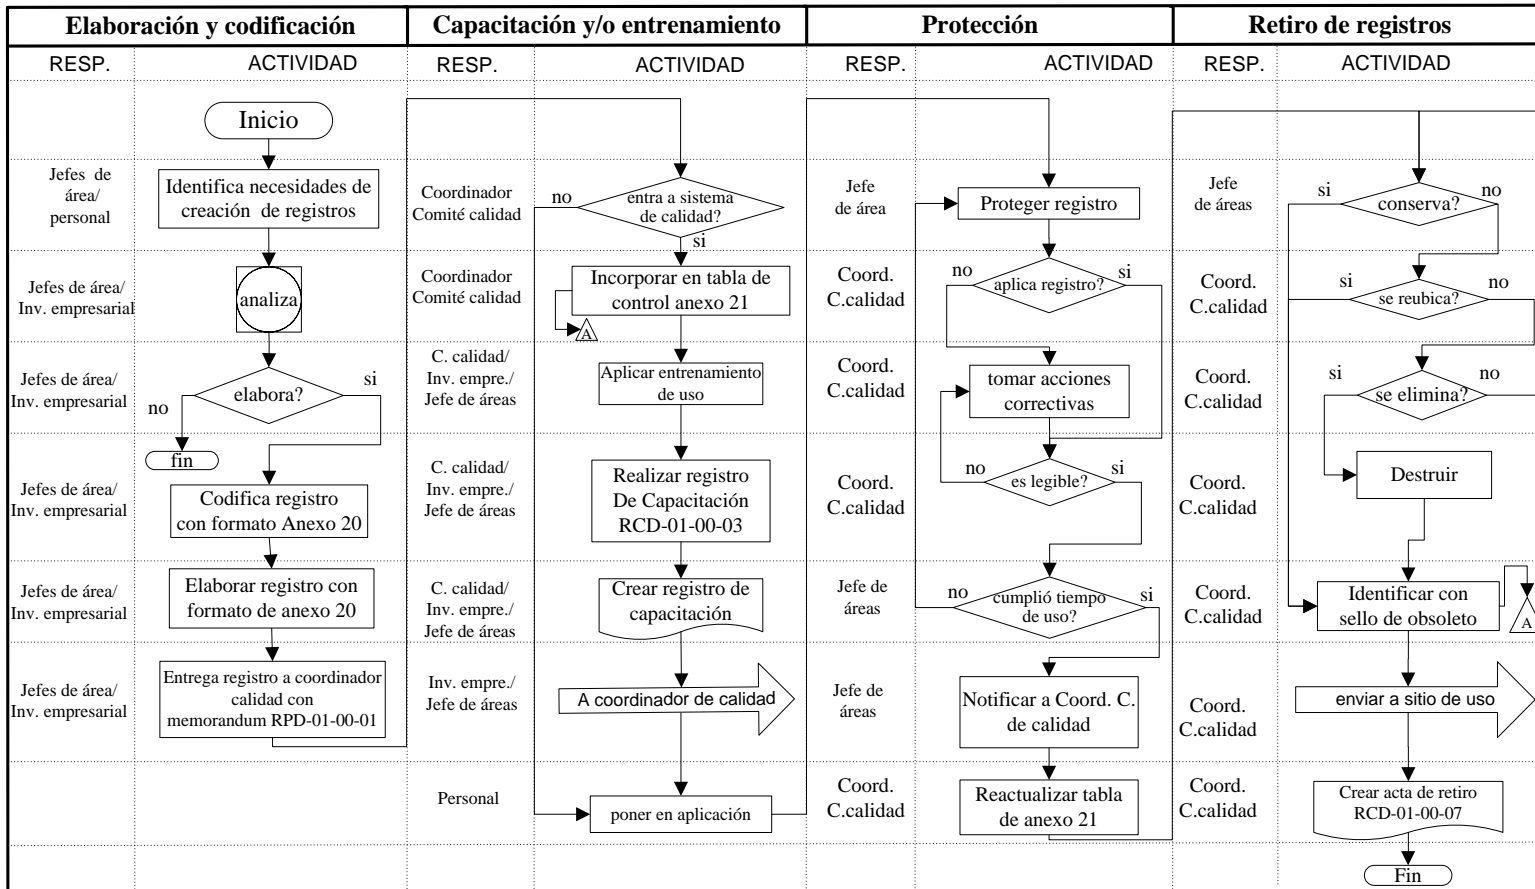 Elaboración y codificación
RESP.
ACTIVIDAD
Inicio
Jefes de
área/
personal
Identifica necesidades de
creación de registros
Jefes de área/
Inv. empresarial
analiza
Jefes de área/
Inv. empresarial
elabora?
si
no
fin
Jefes de área/
Inv. empresarial
Codifica registro
con formato Anexo 20
Jefes de área/
Inv. empresarial
Elaborar registro con
formato de anexo 20
Jefes de área/
Inv. empresarial
Entrega registro a coordinador
calidad con
memorandum RPD-01-00-01
Capacitación y/o entrenamiento
RESP.
ACTIVIDAD
Coordinador
Comité calidad
no
entra a sistema
de calidad?
si
Coordinador
Comité calidad
Incorporar en tabla de
control anexo 21
A
C. calidad/
Inv. empre./
Jefe de áreas
Aplicar entrenamiento
de uso
C. calidad/
Inv. empre./
Jefe de áreas
Realizar registro
De Capacitación
RCD-01-00-03
C. calidad/
Inv. empre./
Jefe de áreas
Crear registro de
capacitación
Inv. empre./
Jefe de áreas
A coordinador de calidad
Personal
poner en aplicación
Protección
RESP.
ACTIVIDAD
Jefe
de área
Proteger registro
Coord.
C.calidad
no
aplica registro?
si
Coord.
C.calidad
tomar acciones
correctivas
Coord.
C.calidad
no
es legible?
si
Jefe de
áreas
no
cumplió tiempo
de uso?
si
Jefe de
áreas
Notificar a Coord. C.
de calidad
Coord.
C.calidad
Reactualizar tabla
de anexo 21
Retiro de registros
RESP.
ACTIVIDAD
Jefe
de áreas
si
conserva?
no
Coord.
C.calidad
si
se reubica?
no
Coord.
C.calidad
si
se elimina?
no
Coord.
C.calidad
Destruir
Coord.
C.calidad
Identificar con
sello de obsoleto
A
Coord.
C.calidad
enviar a sitio de uso
Coord.
C.calidad
Crear acta de retiro
RCD-01-00-07
Fin